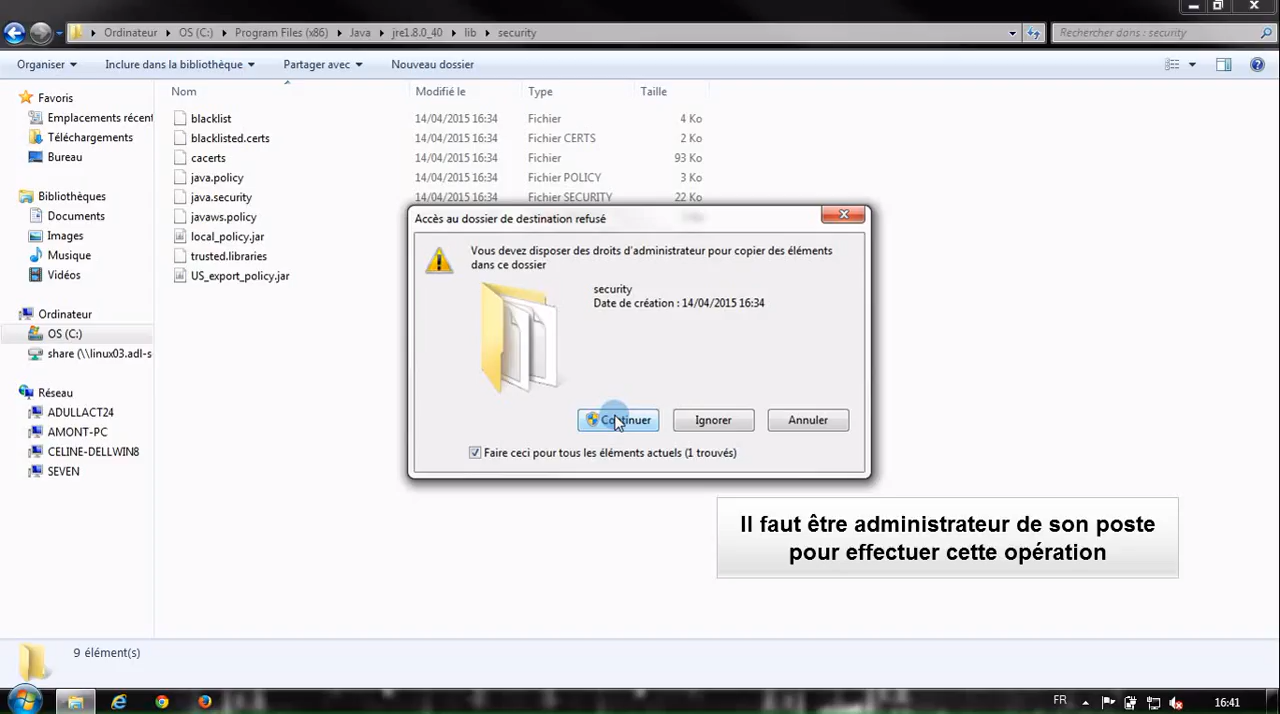 Ordinateur OS (C:) Program Files (x86) Java jre1.8.0_40 lib security
Rechercher dans : security
Organiser Inclure dans la bibliothèque Partager avec Nouveau dossier
Nom Modifié le Type Taille
Favoris
Emplacements récent
Téléchargements
Bureau
Bibliothèques
Documents
Images
Musique
Vidéos
Ordinateur
OS (C:)
share (\\linux03.adl-s
Réseau
ADULLACT24
AMONT-PC
CELINE-DELLWIN8
SEVEN
blacklist 14/04/2015 16:34 Fichier 4 Ko
blacklisted.certs 14/04/2015 16:34 Fichier CERTS 2 Ko
cacerts 14/04/2015 16:34 Fichier 93 Ko
java.policy 14/04/2015 16:34 Fichier POLICY 3 Ko
java.security 14/04/2015 16:34 Fichier SECURITY 22 Ko
javaws.policy
local_policy.jar
trusted.libraries
US_export_policy.jar
Accès au dossier de destination refusé
Vous devez disposer des droits d'administrateur pour copier des éléments
dans ce dossier
security
Date de création : 14/04/2015 16:34
Continuer Ignorer Annuler
Faire ceci pour tous les éléments actuels (1 trouvés)
Il faut être administrateur de son poste
pour effectuer cette opération
9 élément(s)
FR 16:41